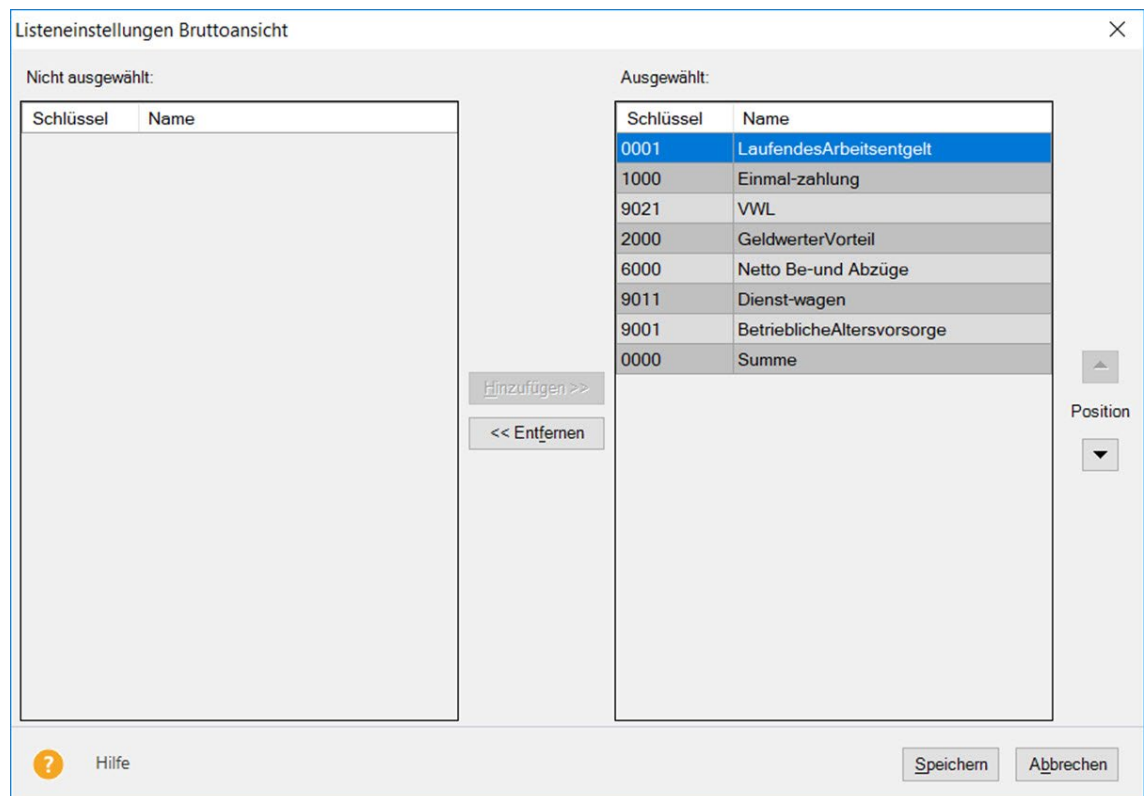 Listeneinstellungen Bruttoansicht
Nicht ausgewählt:
Schlüssel Name
Hinzufügen >>
<< Entfernen
Ausgewählt:
Schlüssel Name
0001 LaufendesArbeitsentgelt
1000 Einmal-zahlung
9021 VWL
2000 GeldwerterVorteil
6000 Netto Be-und Abzüge
9011 Dienst-wagen
9001 BetrieblicheAltersvorsorge
0000 Summe
Position
? Hilfe
Speichern Abbrechen